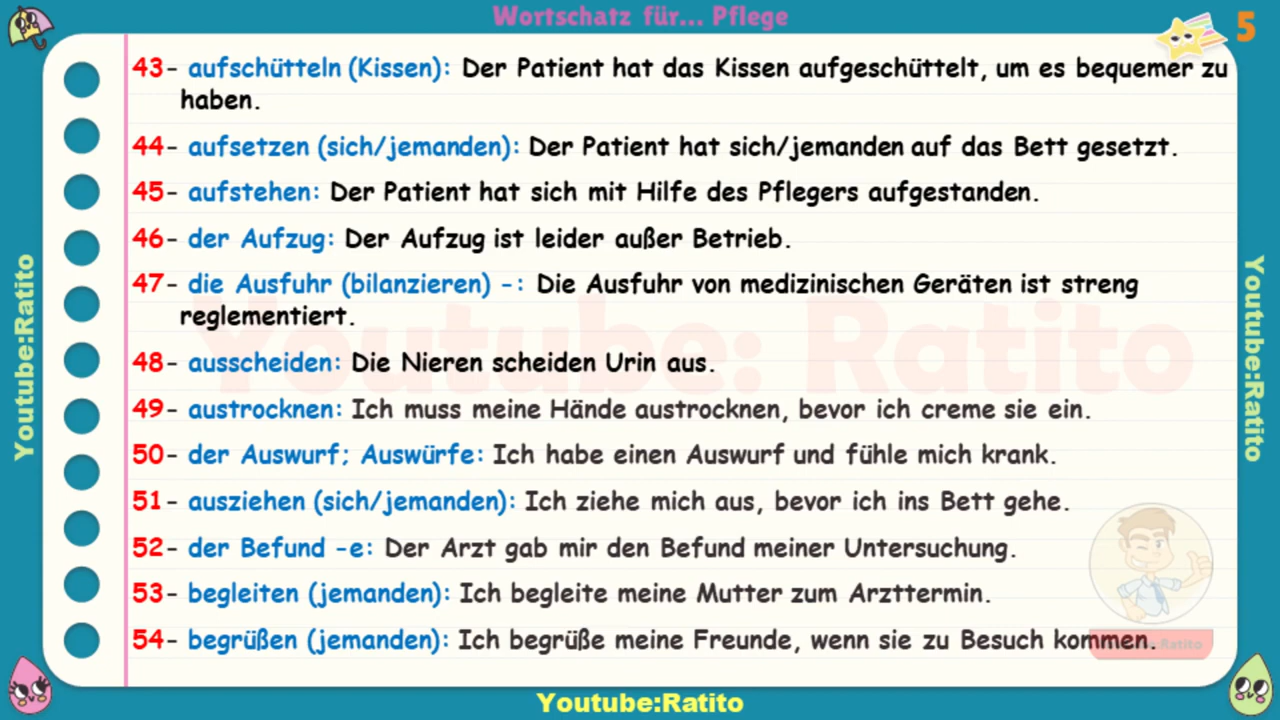 Wortschatz für... Pflege
5
43- aufschütteln (Kissen): Der Patient hat das Kissen aufgeschüttelt, um es bequemer zu
haben.
44- aufsetzen (sich/jemanden): Der Patient hat sich/jemanden auf das Bett gesetzt.
45- aufstehen: Der Patient hat sich mit Hilfe des Pflegers aufgestanden.
46- der Aufzug: Der Aufzug ist leider außer Betrieb.
47- die Ausfuhr (bilanzieren) -: Die Ausfuhr von medizinischen Geräten ist streng
reglementiert.
48- ausscheiden: Die Nieren scheiden Urin aus.
49- austrocknen: Ich muss meine Hände austrocknen, bevor ich creme sie ein.
50- der Auswurf; Auswürfe: Ich habe einen Auswurf und fühle mich krank.
51- ausziehen (sich/jemanden): Ich ziehe mich aus, bevor ich ins Bett gehe.
52- der Befund -e: Der Arzt gab mir den Befund meiner Untersuchung.
53- begleiten (jemanden): Ich begleite meine Mutter zum Arzttermin.
54- begrüßen (jemanden): Ich begrüße meine Freunde, wenn sie zu Besuch kommen.
Youtube:Ratito
Youtube:Ratito
Youtube: Ratito
Ratito
Youtube:Ratito